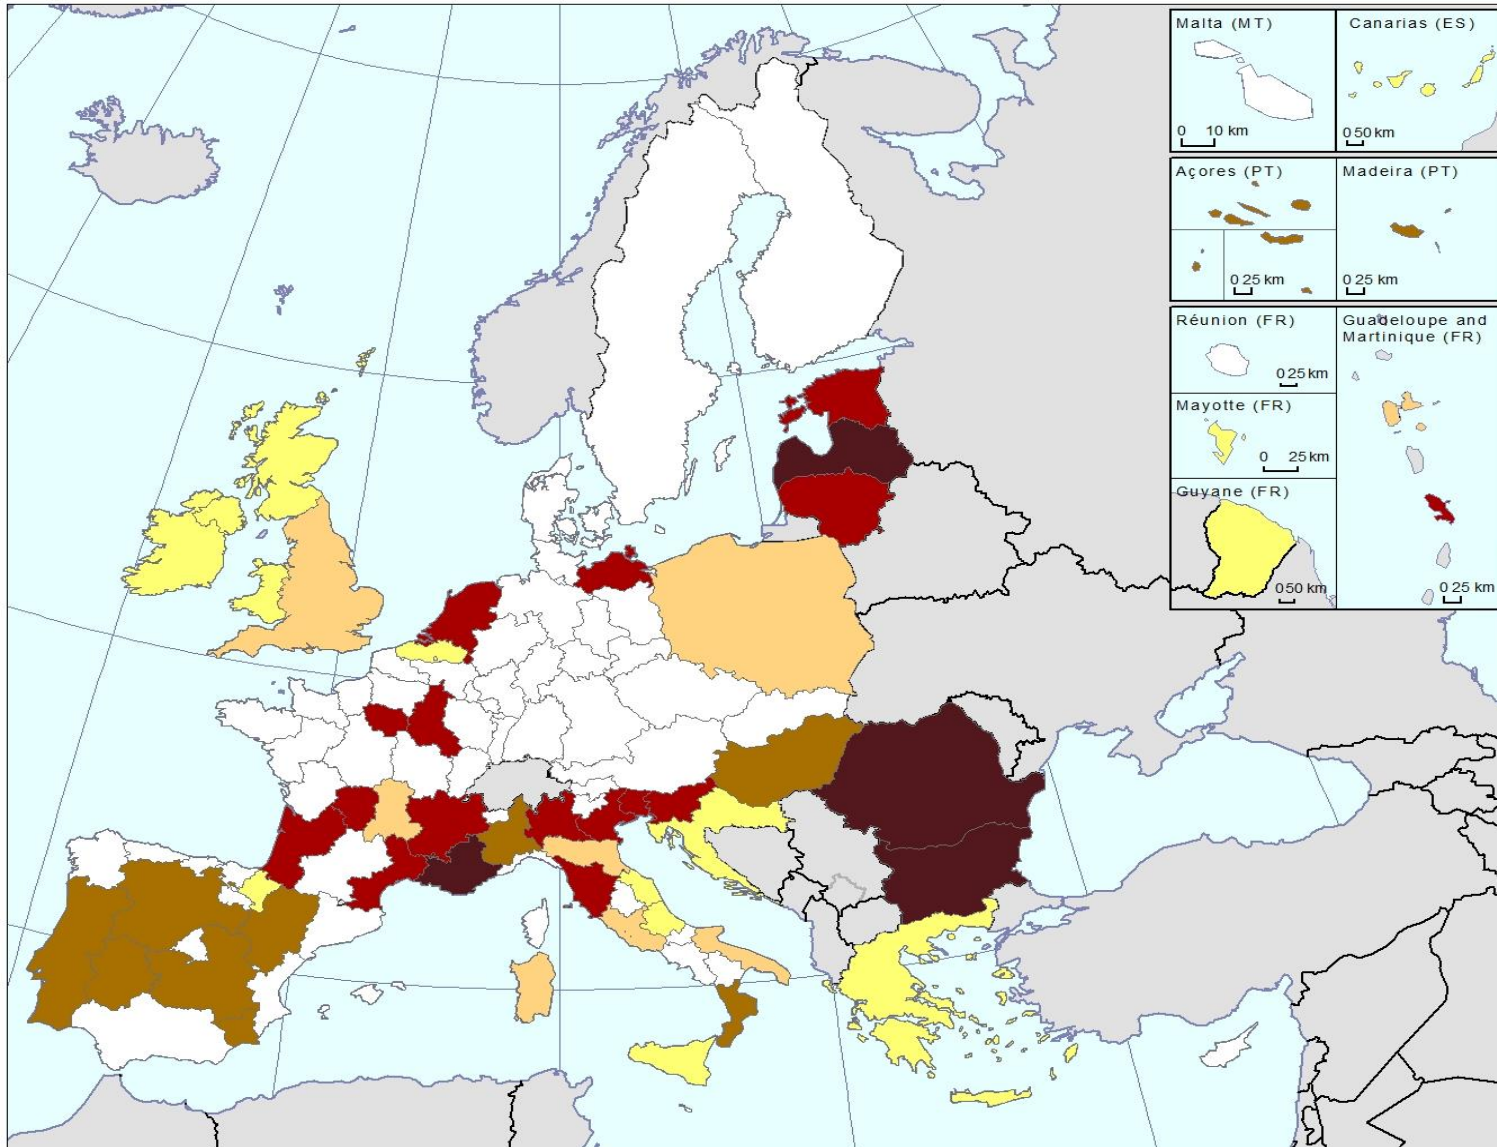 Malta (MT)
0 10 km
Canarias (ES)
0 50 km
Açores (PT)
0 25 km
Madeira (PT)
0 25 km
Réunion (FR)
0 25 km
Mayotte (FR)
0 25 km
Guyane (FR)
0 50 km
Guadeloupe and
Martinique (FR)
0 25 km